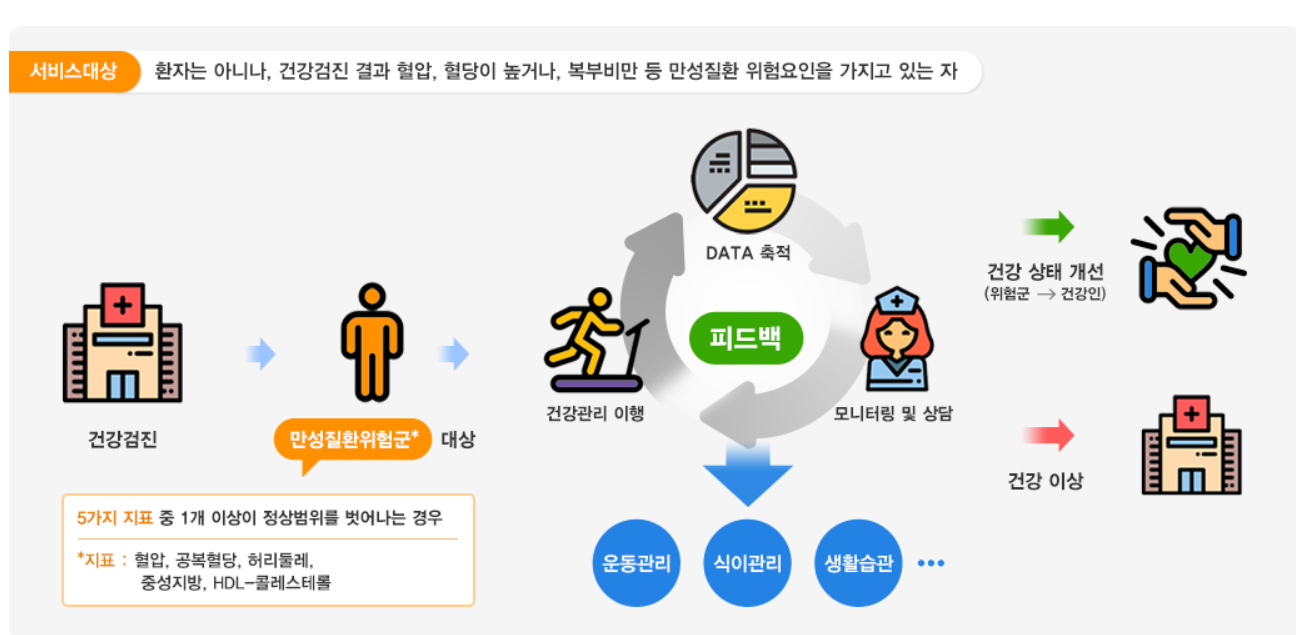 서비스대상
환자는 아니나, 건강검진 결과 혈압, 혈당이 높거나, 복부비만 등 만성질환 위험요인을 가지고 있는 자
건강검진
만성질환위험군* 대상
5가지 지표 중 1개 이상이 정상범위를 벗어나는 경우
*지표 : 혈압, 공복혈당, 허리둘레,
중성지방, HDL-콜레스테롤
DATA 축적
피드백
건강관리 이행
모니터링 및 상담
운동관리
식이관리
생활습관
•••
건강 상태 개선
(위험군 → 건강인)
건강 이상